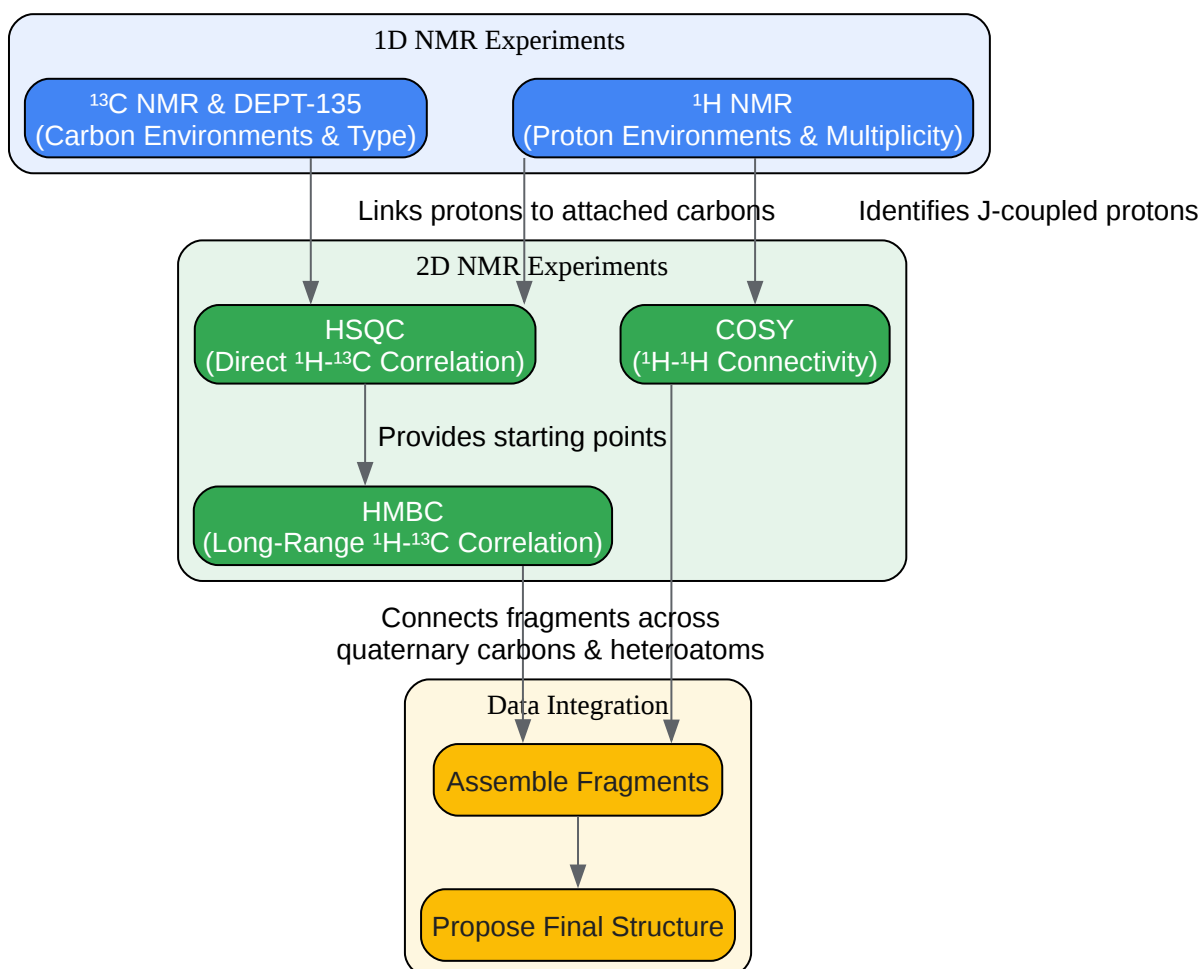 1D NMR Experiments
¹³C NMR & DEPT-135
(Carbon Environments & Type)
¹H NMR
(Proton Environments & Multiplicity)
Links protons to attached carbons
Identifies J-coupled protons
2D NMR Experiments
HSQC
(Direct ¹H-¹³C Correlation)
COSY
(¹H-¹H Connectivity)
Provides starting points
HMBC
(Long-Range ¹H-¹³C Correlation)
Connects fragments across
quaternary carbons & heteroatoms
Data Integration
Assemble Fragments
Propose Final Structure